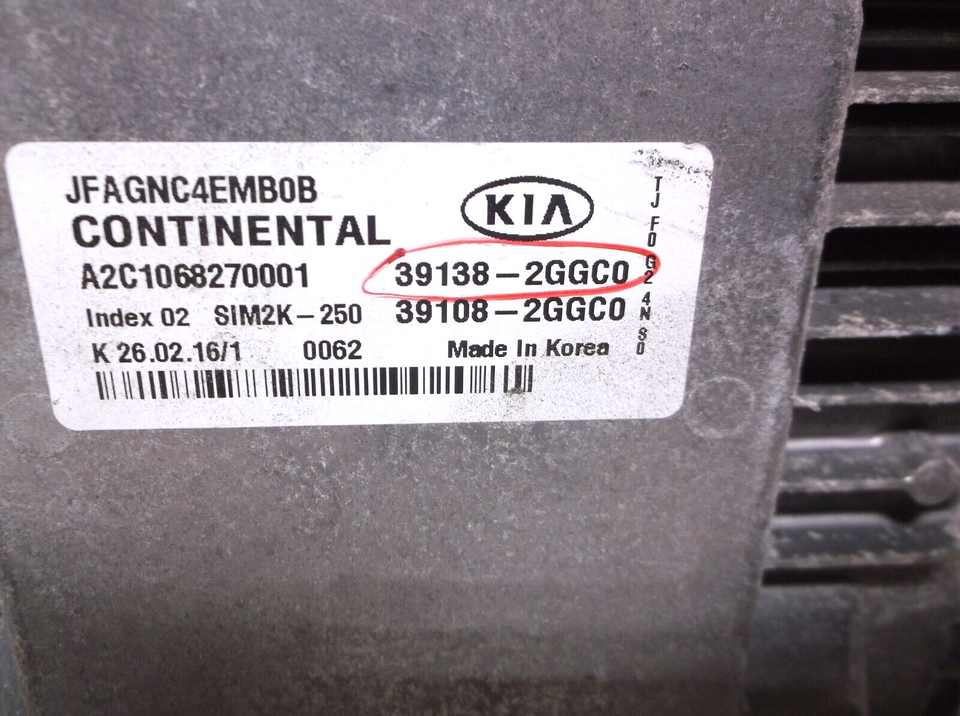 JFAGNC4EMB0B
KIA
CONTINENTAL
A2C1068270001 39138-2GGC0
Index 02 SIM2K-250 39108-2GGC0
K 26.02.16/1 0062 Made In Korea
TJF0G24NS0